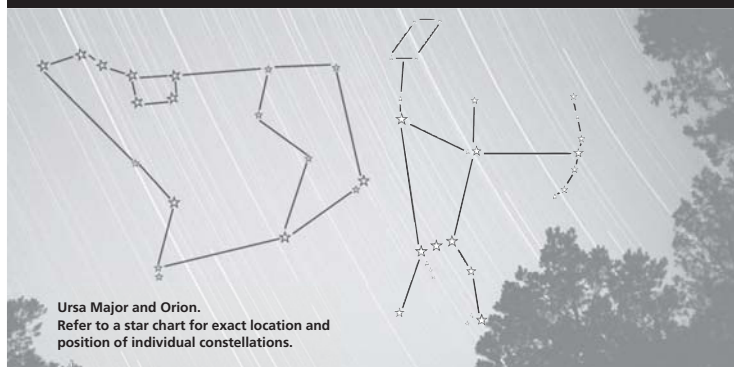 Ursa Major and Orion.
Refer to a star chart for exact location and
position of individual constellations.